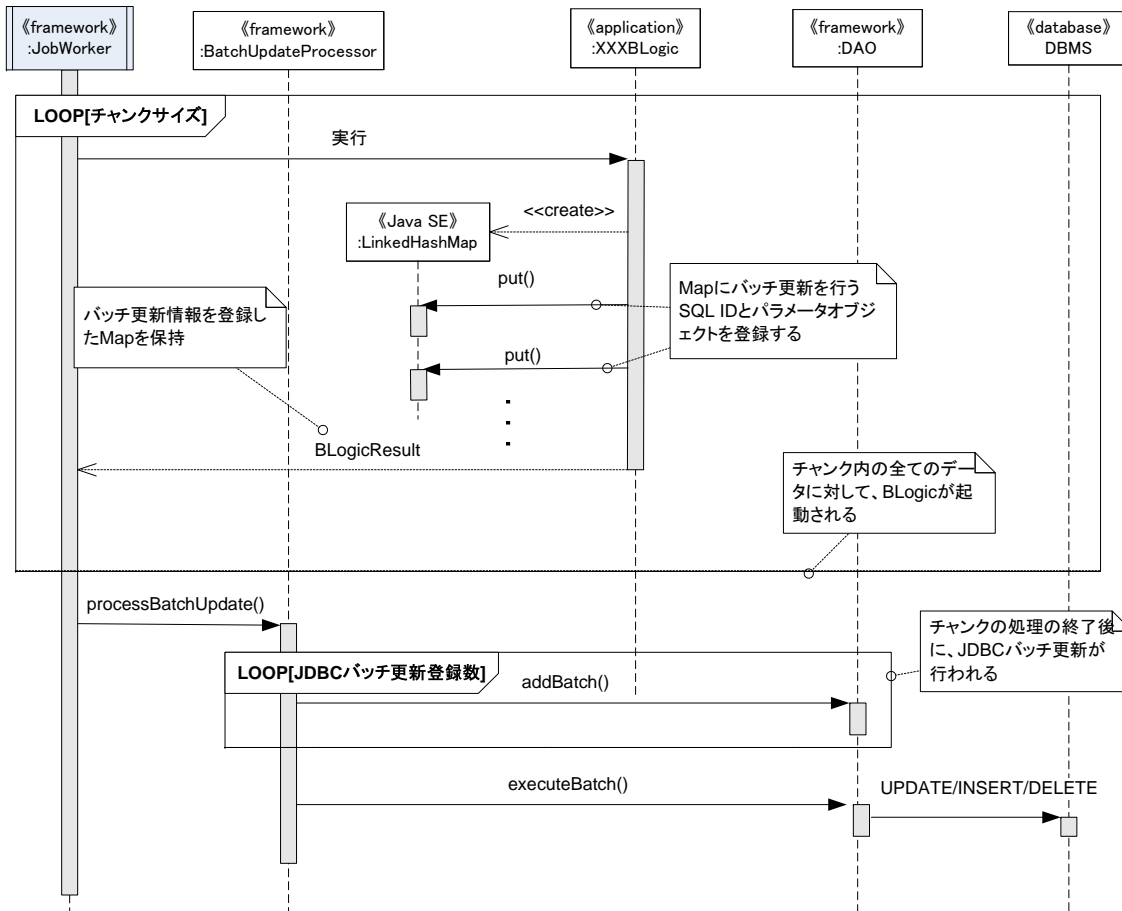 《framework》
:JobWorker
《framework》
:BatchUpdateProcessor
《application》
:XXXBLogic
《framework》
:DAO
《database》
DBMS
LOOP[チャンクサイズ]
実行
《Java SE》
:LinkedHashMap
<<create>>
put()
Mapにバッチ更新を行う
SQL IDとパラメータオブジ
ェクトを登録する
バッチ更新情報を登録し
たMapを保持
put()
BLogicResult
チャンク内の全てのデー
タに対して、BLogicが起
動される
processBatchUpdate()
チャンクの処理の終了後
に、JDBCバッチ更新が
行われる
LOOP[JDBCバッチ更新登録数]
addBatch()
executeBatch()
UPDATE/INSERT/DELETE